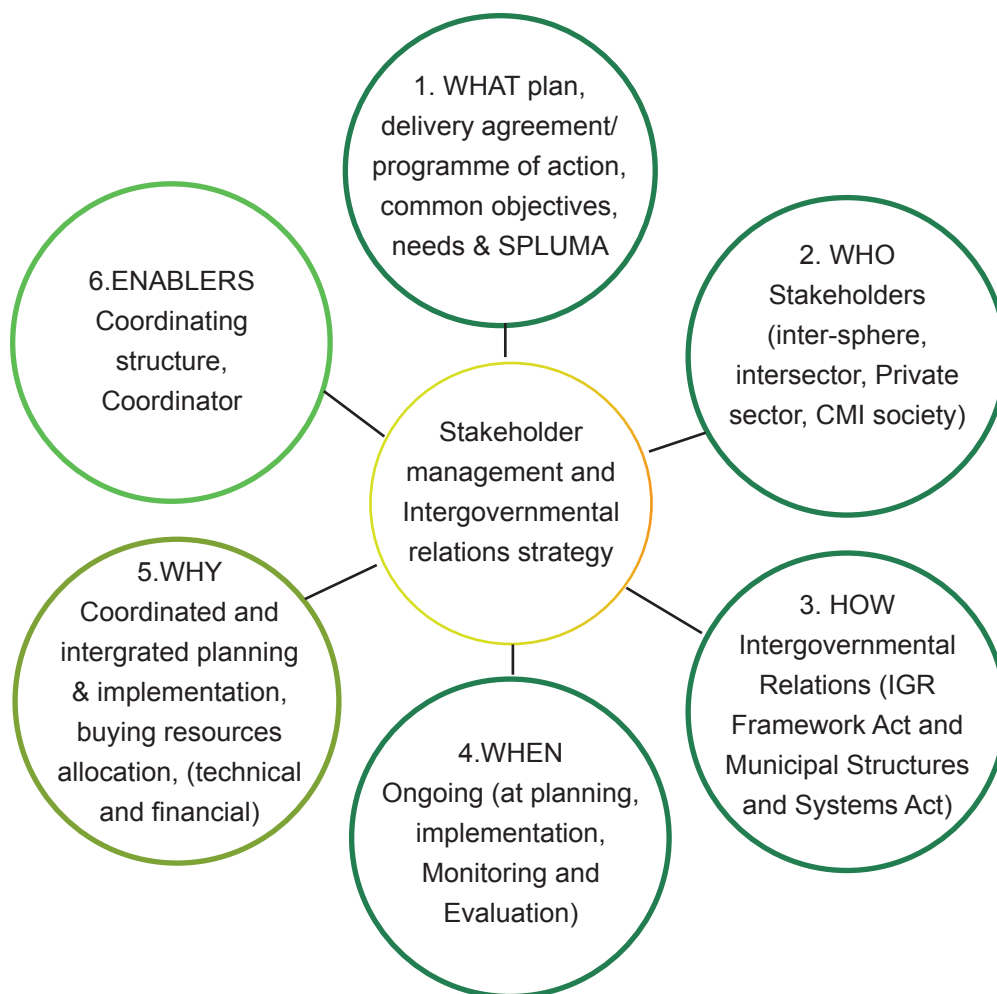 1. WHAT plan,
delivery agreement/
programme of action,
common objectives,
needs & SPLUMA
2. WHO
Stakeholders
(inter-sphere,
intersector, Private
sector, CMI society)
3. HOW
Intergovernmental
Relations (IGR
Framework Act and
Municipal Structures
and Systems Act)
4.WHEN
Ongoing (at planning,
implementation,
Monitoring and
Evaluation)
5.WHY
Coordinated and
intergrated planning
& implementation,
buying resources
allocation, (technical
and financial)
6.ENABLERS
Coordinating
structure,
Coordinator
Stakeholder
management and
Intergovernmental
relations strategy